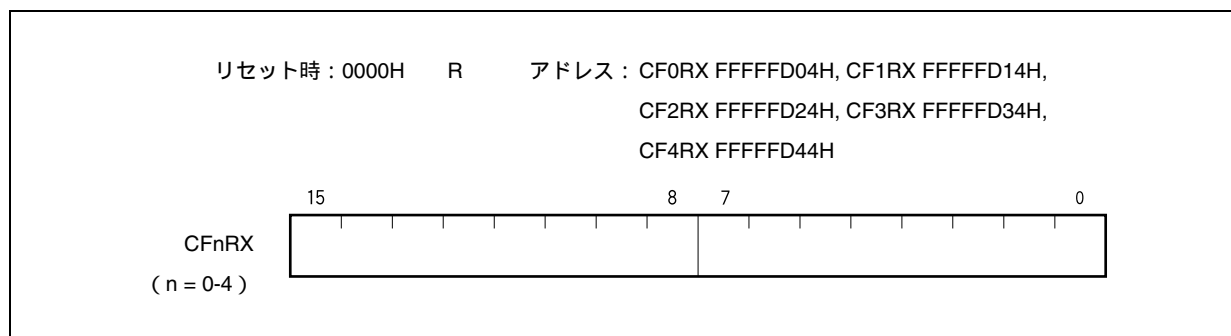 リセット時：0000H R アドレス：CF0RX FFFFFD04H, CF1RX FFFFFD14H,
CF2RX FFFFFD24H, CF3RX FFFFFD34H,
CF4RX FFFFFD44H
15 8 7 0
CFnRX
（n = 0-4）